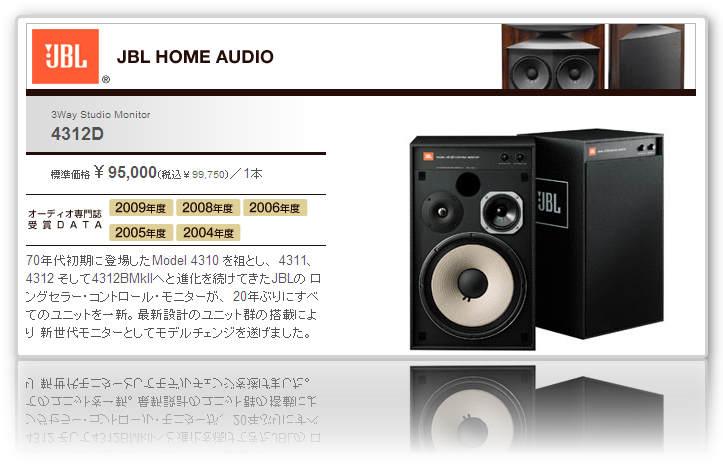 JBL
®
JBL HOME AUDIO
3Way Studio Monitor
4312D
標準価格 ¥ 95,000(税込 ¥ 99,750)／1本
オーディオ専門誌
受賞DATA
2009年度 2008年度 2006年度
2005年度 2004年度
70年代初期に登場したModel 4310 を祖とし、4311、
4312 そして4312BMkIIへと進化を続けてきたJBLの ロ
ングセラー・コントロール・モニターが、20年ぶりにすべ
てのユニットを一新。最新設計のユニット群の搭載によ
り 新世代モニターとしてモデルチェンジを遂げました。
JBL
JBL
JBL